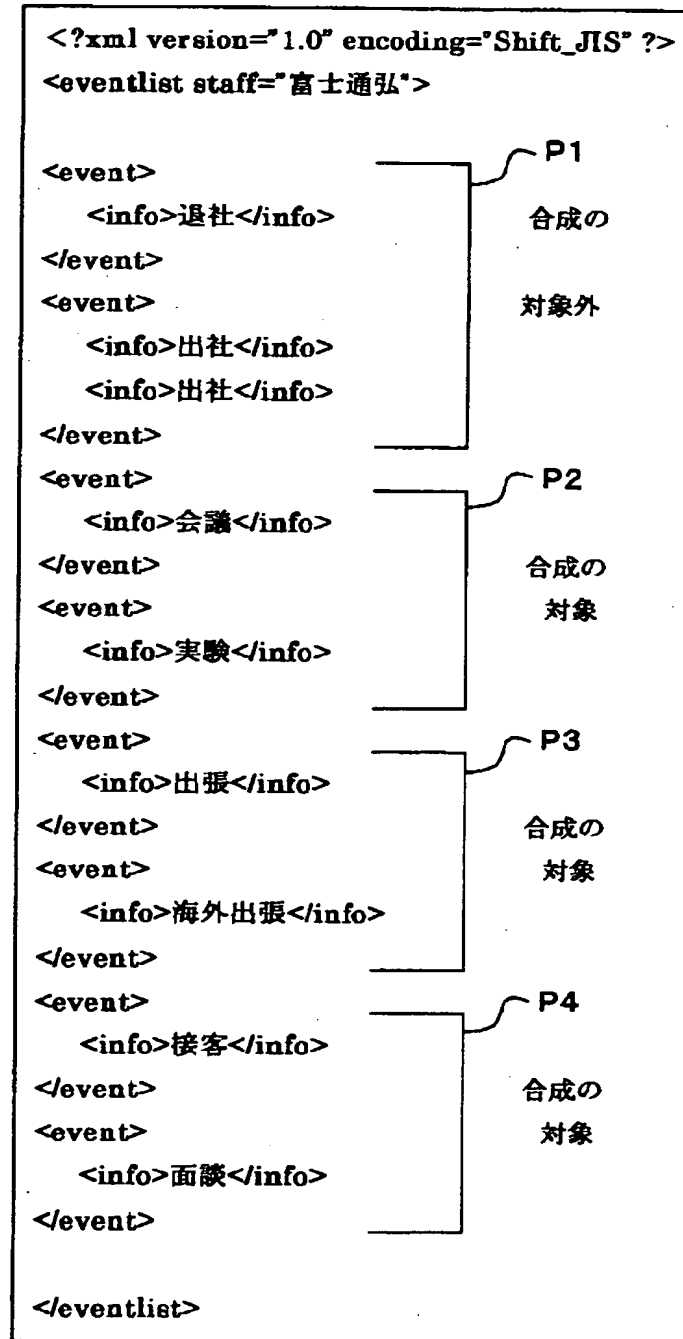 <?xml version="1.0" encoding="Shift_JIS" ?>
<eventlist staff="富士通弘">
P1
<event>
<info>退社</info>
合成の
</event>
<event>
対象外
<info>出社</info>
<info>出社</info>
</event>
<event>
P2
<info>会議</info>
</event>
合成の
<event>
対象
<info>実験</info>
</event>
<event>
P3
<info>出張</info>
</event>
合成の
<event>
対象
<info>海外出張</info>
</event>
<event>
P4
<info>接客</info>
</event>
合成の
<event>
対象
<info>面談</info>
</event>
</eventlist>